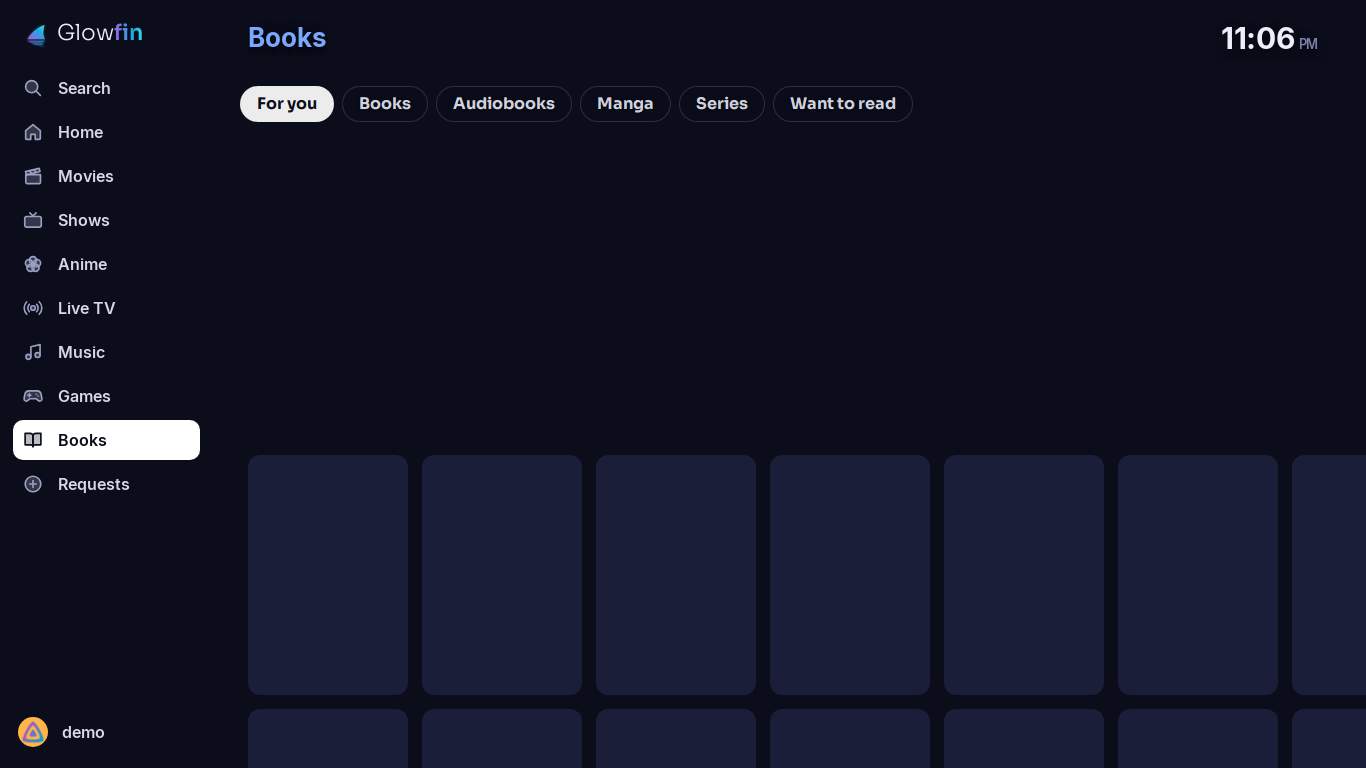 Glowfin
Search
Home
Movies
Shows
Anime
Live TV
Music
Games
Books
Requests
demo
Books
11:06 PM
For you
Books
Audiobooks
Manga
Series
Want to read